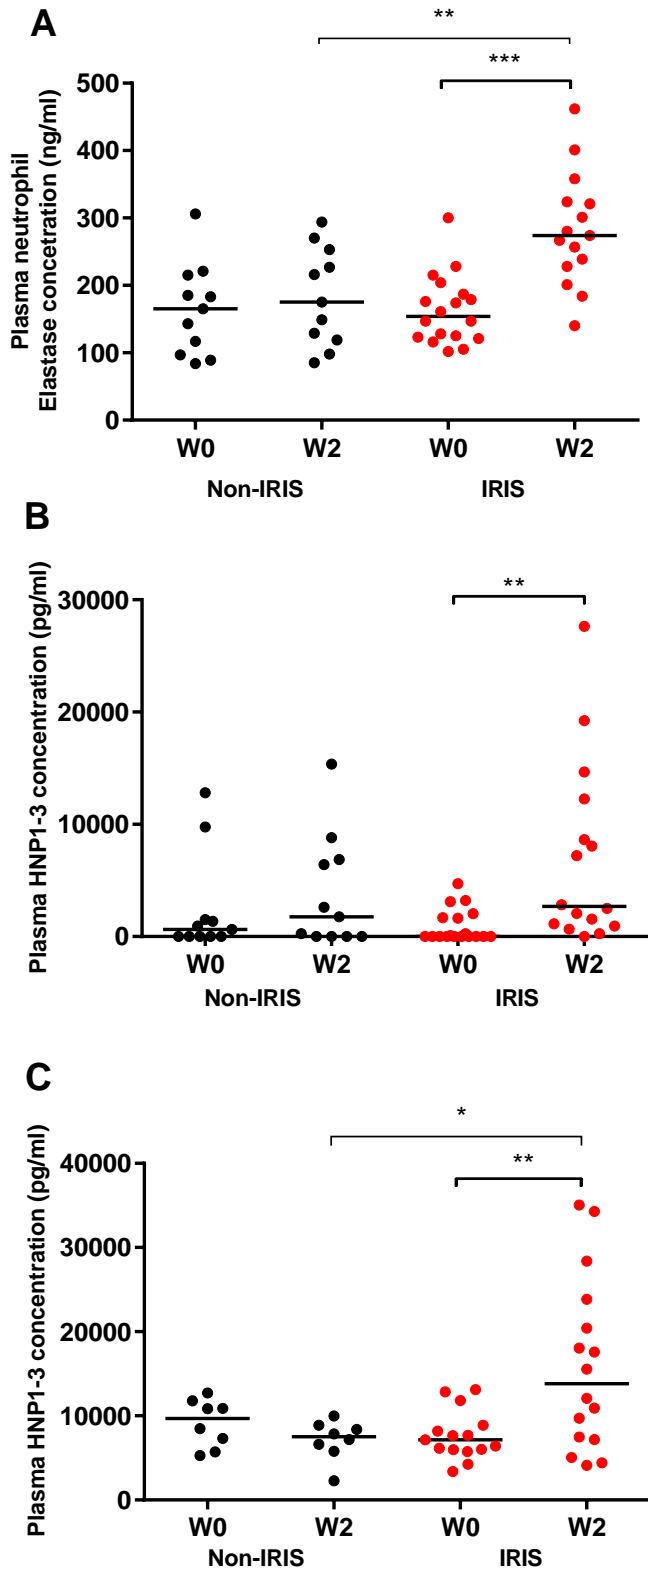 A
**
***
Plasma neutrophil
Elastase concetration (ng/ml)
500
400
300
200
100
0
W0 W2 W0 W2
Non-IRIS IRIS
B
**
Plasma HNP1-3 concentration (pg/ml)
30000
20000
10000
0
W0 W2 W0 W2
Non-IRIS IRIS
C
*
**
Plasma HNP1-3 concentration (pg/ml)
40000
30000
20000
10000
0
W0 W2 W0 W2
Non-IRIS IRIS